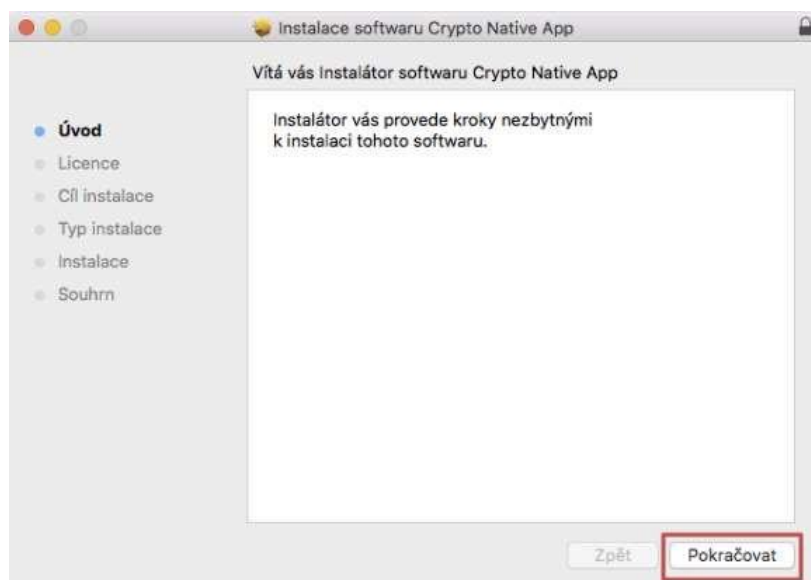 Instalace softwaru Crypto Native App
Vítá vás Instalátor softwaru Crypto Native App
Instalátor vás provede kroky nezbytnými
k instalaci tohoto softwaru.
Úvod
Licence
Cíl instalace
Typ instalace
Instalace
Souhrn
Zpět
Pokračovat